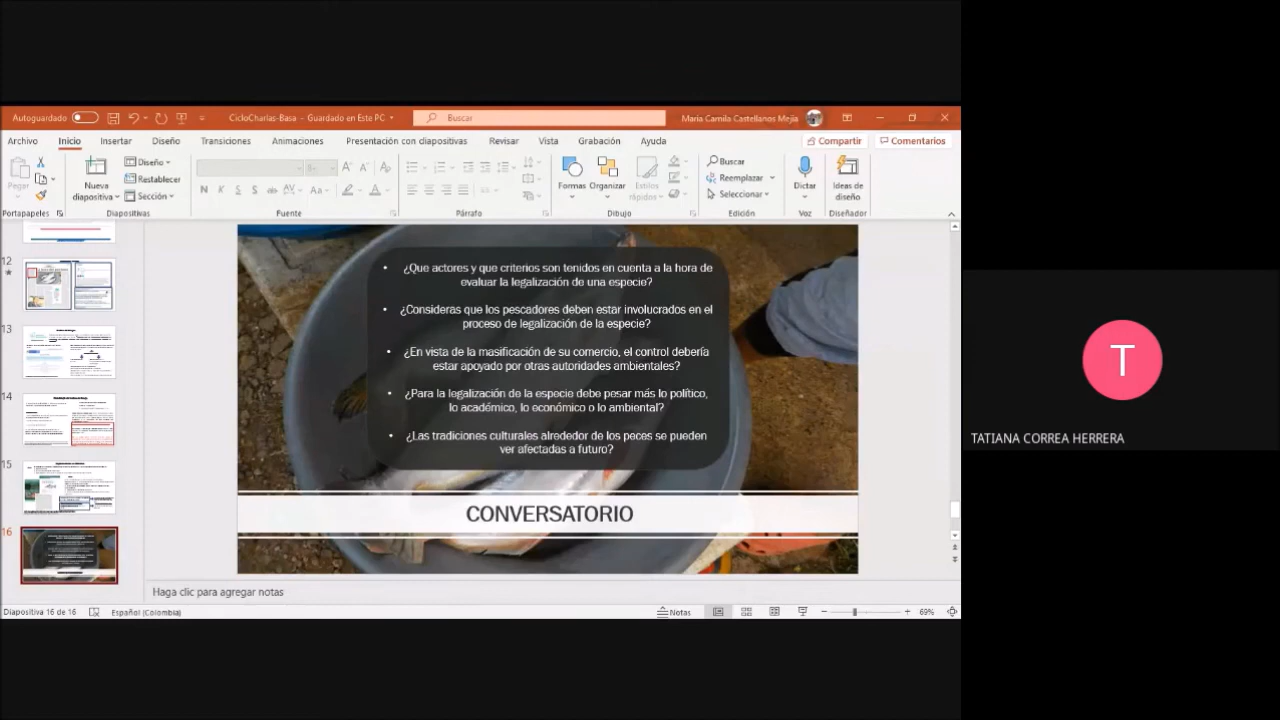 Autoguardado
CicloCharlas-Basa - Guardado en Este PC
Buscar
Maria Camila Castellanos Mejia
Archivo Inicio Insertar Diseño Transiciones Animaciones Presentación con diapositivas Revisar Vista Grabación Ayuda Compartir Comentarios
Pegar
Nueva diapositiva
Diseño
Restablecer
Sección
N K S S ab AV Aa A
Formas Organizar Estilos rápidos
Buscar
Reemplazar
Seleccionar
Dictar
Ideas de diseño
Portapapeles Diapositivas Fuente Párrafo Dibujo Edición Voz Diseñador
12
13
14
15
16
• ¿Que actores y que criterios son tenidos en cuenta a la hora de
evaluar la legalización de una especie?
• ¿Consideras que los pescadores deben estar involucrados en el
proceso de legalización de la especie?
• ¿En vista de la masificación de su comercio, el control debería
estar apoyado por otras autoridades ambientales?
• ¿Para la legalización de una especie debe pesar más lo político,
lo académico, lo económico o lo ambiental?
• ¿Las tradiciones culturales alrededor de los peces se pueden
ver afectadas a futuro?
CONVERSATORIO
Haga clic para agregar notas
Diapositiva 16 de 16 Español (Colombia) Notas 69%
T
TATIANA CORREA HERRERA